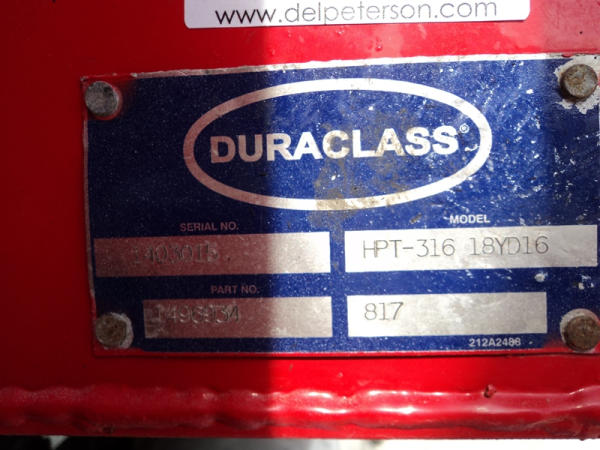 www.delpeterson.com
DURACLASS®
SERIAL NO.
MODEL
HPT-316 18YD16
PART NO.
817
212A2486